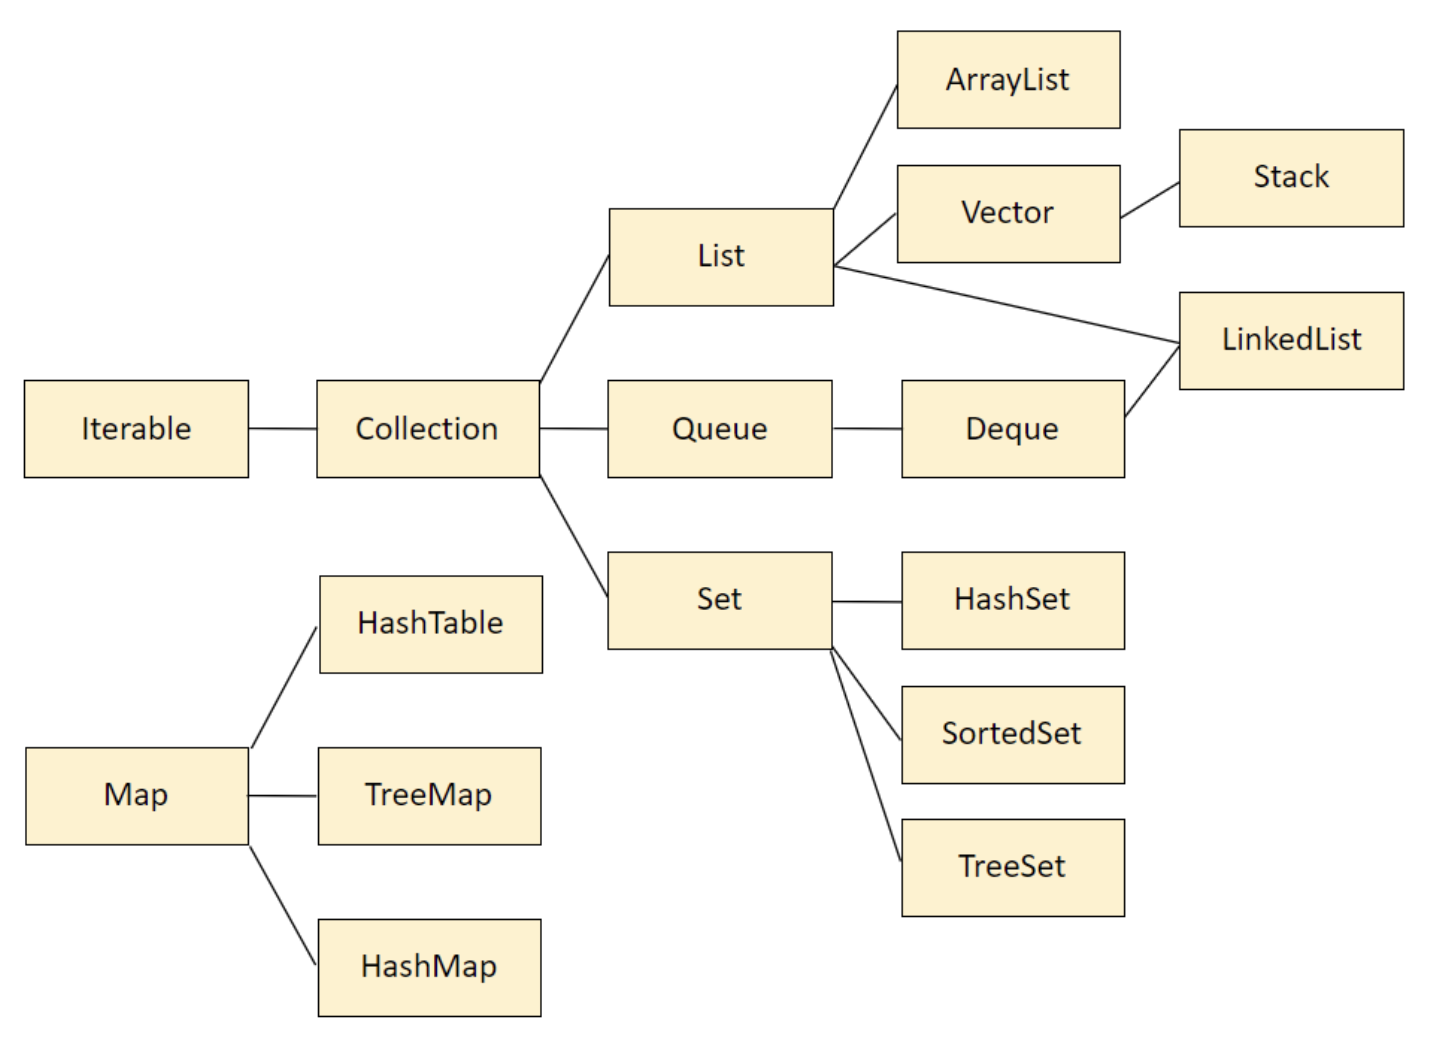 ArrayList
Stack
Vector
List
LinkedList
Iterable
Collection
Queue
Deque
Set
HashSet
HashTable
SortedSet
Map
TreeMap
TreeSet
HashMap